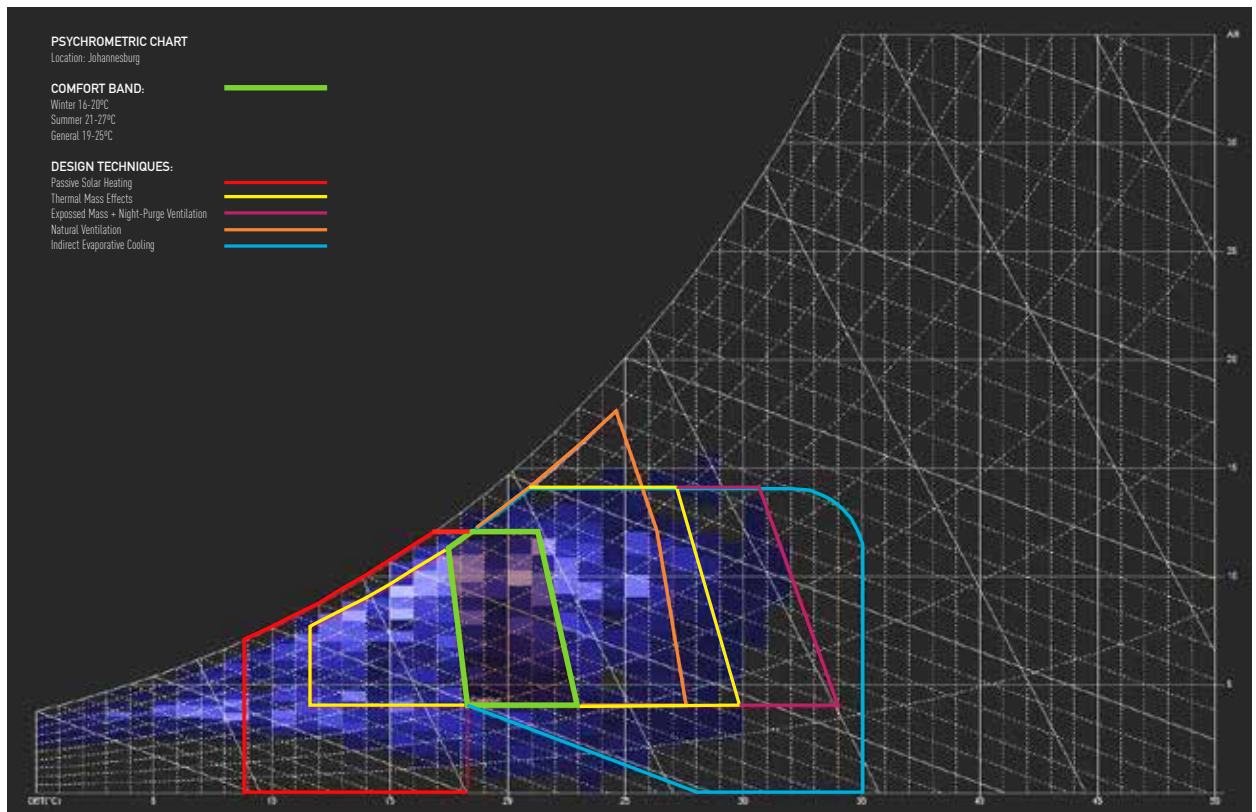 PSYCHROMETRIC CHART
Location: Johannesburg
COMFORT BAND:
Winter 16-20ºC
Summer 21-27ºC
General 19-25ºC
DESIGN TECHNIQUES:
Passive Solar Heating
Thermal Mass Effects
Expossed Mass + Night-Purge Ventilation
Natural Ventilation
Indirect Evaporative Cooling
AH
30
25
20
15
10
5
5
10
15
20
25
30
35
40
45
50